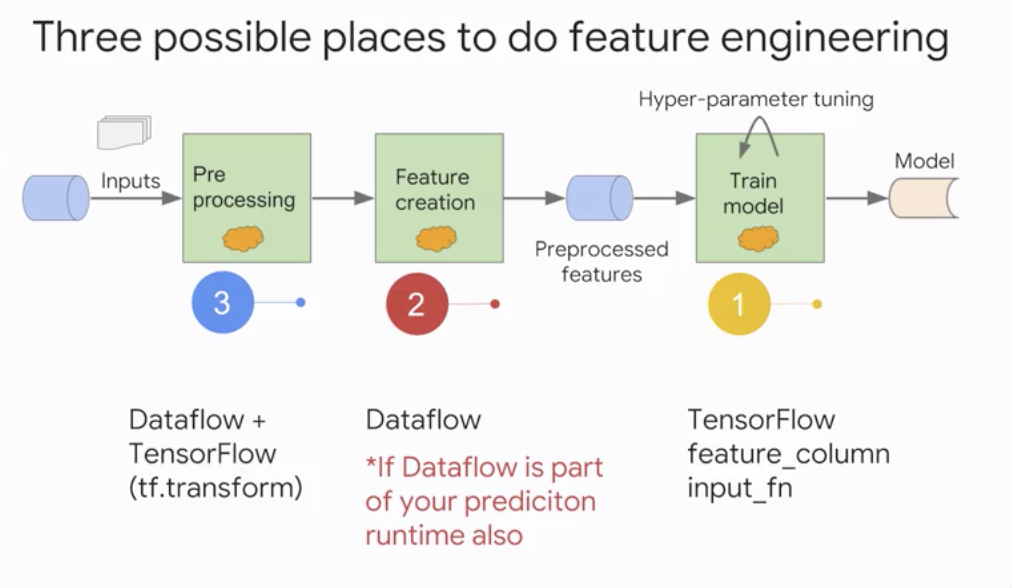 Three possible places to do feature engineering
Hyper-parameter tuning
Inputs
Pre
processing
Feature
creation
Preprocessed
features
Train
model
Model
3
2
1
Dataflow +
TensorFlow
(tf.transform)
Dataflow
*If Dataflow is part
of your prediciton
runtime also
TensorFlow
feature_column
input_fn